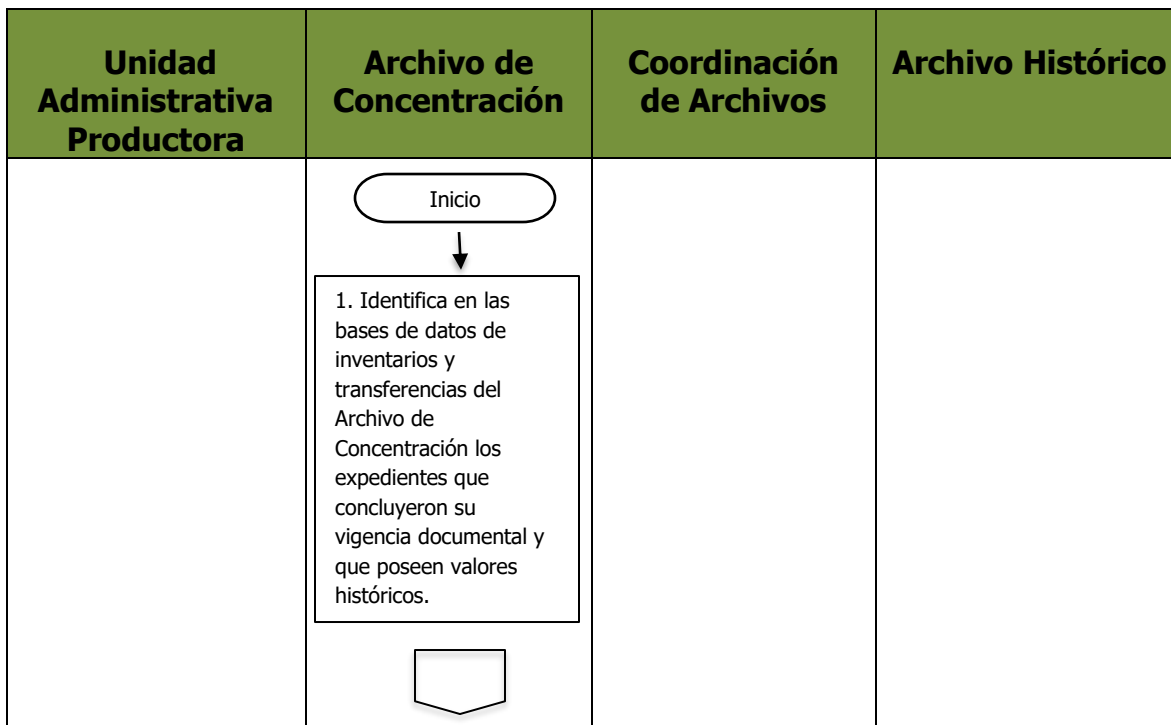 Unidad
Administrativa
Productora
Archivo de
Concentración
Coordinación
de Archivos
Archivo Histórico
Inicio
1. Identifica en las
bases de datos de
inventarios y
transferencias del
Archivo de
Concentración los
expedientes que
concluyeron su
vigencia documental y
que poseen valores
históricos.